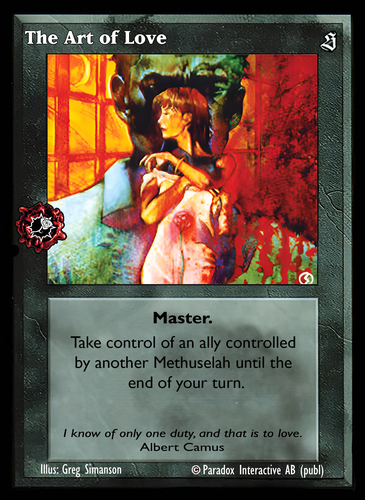 The Art of Love
Master.
Take control of an ally controlled
by another Methuselah until the
end of your turn.
I know of only one duty, and that is to love.
Albert Camus
Illus: Greg Simanson © Paradox Interactive AB (publ)